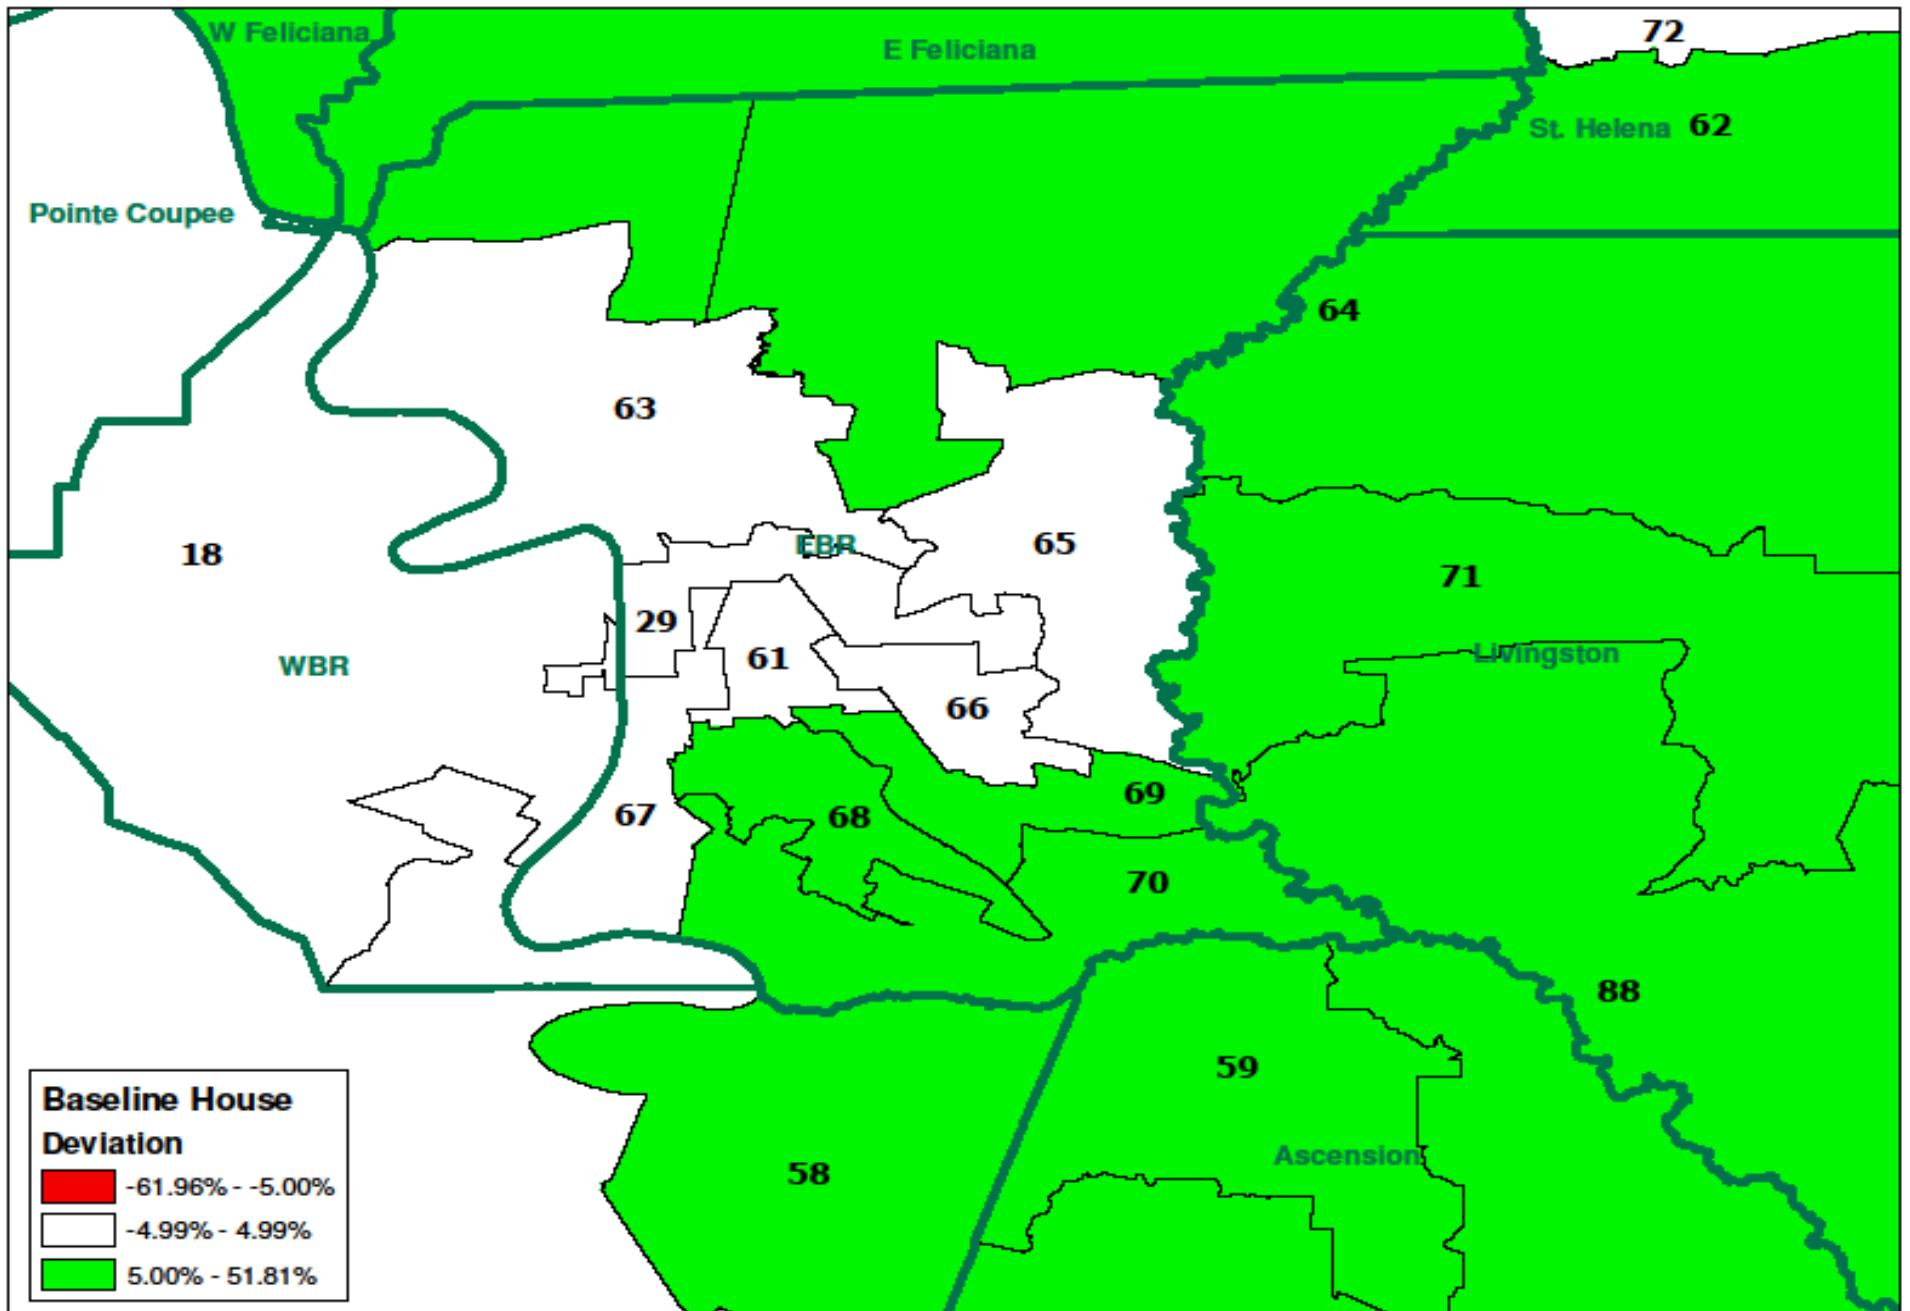 W Feliciana
72
E Feliciana
St. Helena 62
Pointe Coupee
64
63
18
EBR
65
71
29
61
WBR
Livingston
66
69
67
68
70
88
59
Ascension
58
Baseline House
Deviation
-61.96% - -5.00%
-4.99% - 4.99%
5.00% - 51.81%